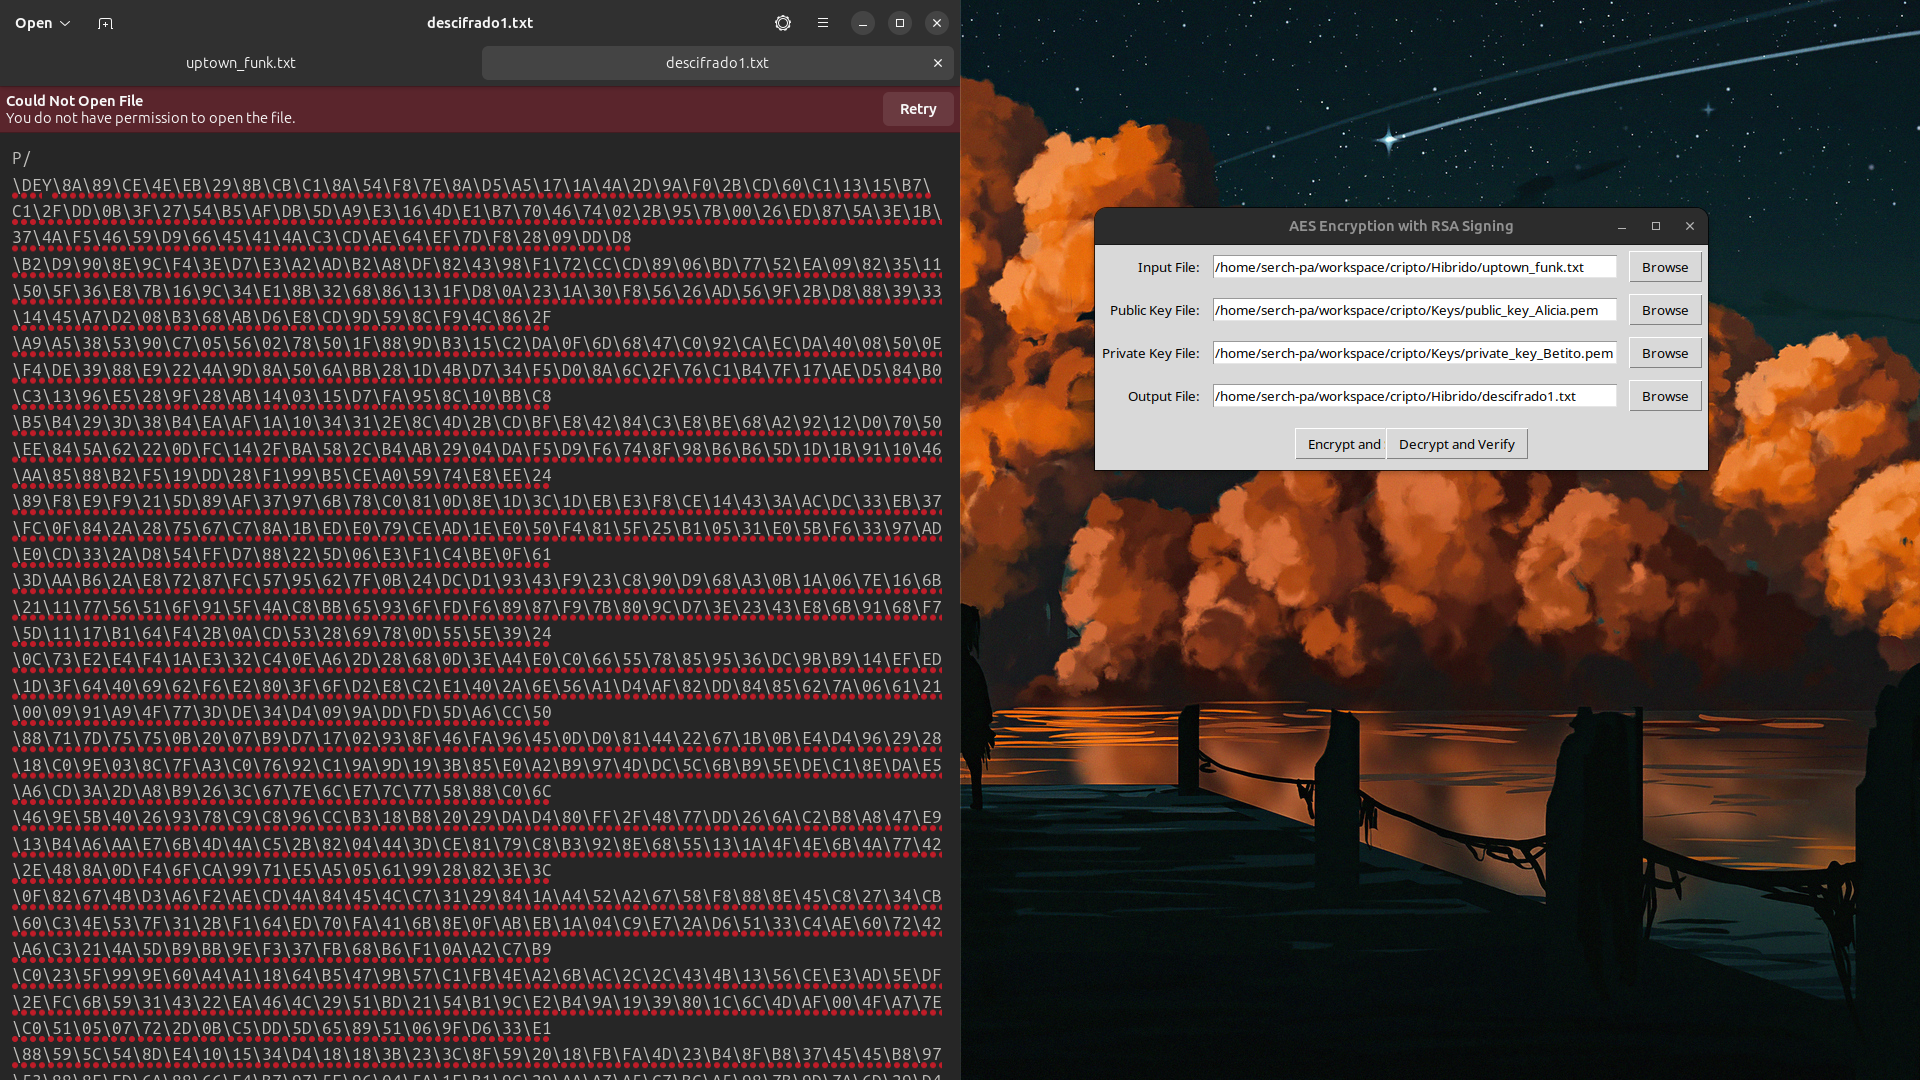 Open
descifrado1.txt
uptown_funk.txt
descifrado1.txt
Could Not Open File
You do not have permission to open the file.
Retry
P/
\DEY\8A\89\CE\4E\EB\29\8B\CB\C1\8A\54\F8\7E\8A\D5\A5\17\1A\4A\2D\9A\F0\2B\CD\60\C1\13\15\B7\
C1\2F\DD\0B\3F\27\54\B5\AF\DB\5D\A9\E3\16\4D\E1\B7\70\46\74\02\2B\95\7B\00\26\ED\87\5A\3E\1B\
37\4A\F5\46\59\D9\66\45\41\4A\C3\CD\AE\64\EF\7D\F8\28\09\DD\D8
\B2\D9\90\8E\9C\F4\3E\D7\E3\A2\AD\B2\A8\DF\82\43\98\F1\72\CC\CD\89\06\BD\77\52\EA\09\82\35\11
\50\5F\36\E8\7B\16\9C\34\E1\8B\32\68\86\13\1F\D8\0A\23\1A\30\F8\56\26\AD\56\9F\2B\D8\88\39\33
\14\45\A7\D2\08\B3\68\AB\D6\E8\CD\9D\59\8C\F9\4C\86\2F
\A9\A5\38\53\90\C7\05\56\02\78\50\1F\88\9D\B3\15\C2\DA\0F\6D\68\47\C0\92\CA\EC\DA\40\08\50\0E
\F4\DE\39\88\E9\22\4A\9D\8A\50\6A\BB\28\1D\4B\D7\34\F5\D0\8A\6C\2F\76\C1\B4\7F\17\AE\D5\84\B0
\C3\13\96\E5\28\9F\28\AB\14\03\15\D7\FA\95\8C\10\BB\C8
\B5\B4\29\3D\38\B4\EA\AF\1A\10\34\31\2E\8C\4D\2B\CD\BF\E8\42\84\C3\E8\BE\68\A2\92\12\D0\70\50
\EE\84\5A\62\22\0D\FC\14\2F\BA\58\2C\B4\AB\29\04\DA\F5\D9\F6\74\8F\98\B6\B6\5D\1D\1B\91\10\46
\AA\85\88\B2\F5\19\DD\28\F1\99\B5\CE\A0\59\74\E8\EE\24
\89\F8\E9\F9\21\5D\89\AF\37\97\6B\78\C0\81\0D\8E\1D\3C\1D\EB\E3\F8\CE\14\43\3A\AC\DC\33\EB\37
\FC\0F\84\2A\28\75\67\C7\8A\1B\ED\E0\79\CE\AD\1E\E0\50\F4\81\5F\25\B1\05\31\E0\5B\F6\33\97\AD
\E0\CD\33\2A\D8\54\FF\D7\88\22\5D\06\E3\F1\C4\BE\0F\61
\3D\AA\B6\2A\E8\72\87\FC\57\95\62\7F\0B\24\DC\D1\93\43\F9\23\C8\90\D9\68\A3\0B\1A\06\7E\16\6B
\21\11\77\56\51\6F\91\5F\4A\C8\BB\65\93\6F\FD\F6\89\87\F9\7B\80\9C\D7\3E\23\43\E8\6B\91\68\F7
\5D\11\17\B1\64\F4\2B\0A\CD\53\28\69\78\0D\55\5E\39\24
\0C\73\E2\E4\F4\1A\E3\32\C4\0E\A6\2D\28\68\0D\3E\A4\E0\C0\66\55\78\85\95\36\DC\9B\B9\14\EF\ED
\1D\3F\64\40\69\62\F6\E2\80\3F\6F\D2\E8\C2\E1\40\2A\6E\56\A1\D4\AF\82\DD\84\85\62\7A\06\61\21
\00\09\91\A9\4F\77\3D\DE\34\D4\09\9A\DD\FD\5D\A6\CC\50
\88\71\7D\75\75\0B\20\07\B9\D7\17\02\93\8F\46\FA\96\45\0D\D0\81\44\22\67\1B\0B\E4\D4\96\29\28
\18\C0\9E\03\8C\7F\A3\C0\76\92\C1\9A\9D\19\3B\85\E0\A2\B9\97\4D\DC\5C\6B\B9\5E\DE\C1\8E\DA\E5
\A6\CD\3A\2D\A8\B9\26\3C\67\7E\6C\E7\7C\77\58\88\C0\6C
\46\9E\5B\40\26\93\78\C9\C8\96\CC\B3\18\B8\20\29\DA\D4\80\FF\2F\48\77\DD\26\6A\C2\B8\A8\47\E9
\13\B4\A6\AA\E7\6B\4D\4A\C5\2B\82\04\44\3D\CE\81\79\C8\B3\92\8E\68\55\13\1A\4F\4E\6B\4A\77\42
\2E\48\8A\0D\F4\6F\CA\99\71\E5\A5\05\61\99\28\82\3E\3C
\0F\82\67\4B\D3\A6\F2\AE\CD\4A\84\45\4C\C7\31\29\84\1A\A4\52\A2\67\58\F8\88\8E\45\C8\27\34\CB
\60\C3\4E\53\7F\31\2B\F1\64\ED\70\FA\41\6B\8E\0F\AB\EB\1A\04\C9\E7\2A\D6\51\33\C4\AE\60\72\42
\A6\C3\21\4A\5D\B9\BB\9E\F3\37\FB\68\B6\F1\0A\A2\C7\B9
\C0\23\5F\99\9E\60\A4\A1\18\64\B5\47\9B\57\C1\FB\4E\A2\6B\AC\2C\2C\43\4B\13\56\CE\E3\AD\5E\DF
\2E\FC\6B\59\31\43\22\EA\46\4C\29\51\BD\21\54\B1\9C\E2\B4\9A\19\39\80\1C\6C\4D\AF\00\4F\A7\7E
\C0\51\05\07\72\2D\0B\C5\DD\5D\65\89\51\06\9F\D6\33\E1
\88\59\5C\54\8D\E4\10\15\34\D4\18\18\3B\23\3C\8F\59\20\18\FB\FA\4D\23\B4\8F\B8\37\45\45\B8\97
AES Encryption with RSA Signing
Input File: /home/serch-pa/workspace/cripto/Hibrido/uptown_funk.txt Browse
Public Key File: /home/serch-pa/workspace/cripto/Keys/public_key_Alicia.pem Browse
Private Key File: /home/serch-pa/workspace/cripto/Keys/private_key_Betito.pem Browse
Output File: /home/serch-pa/workspace/cripto/Hibrido/descifrado1.txt Browse
Encrypt and Decrypt and Verify